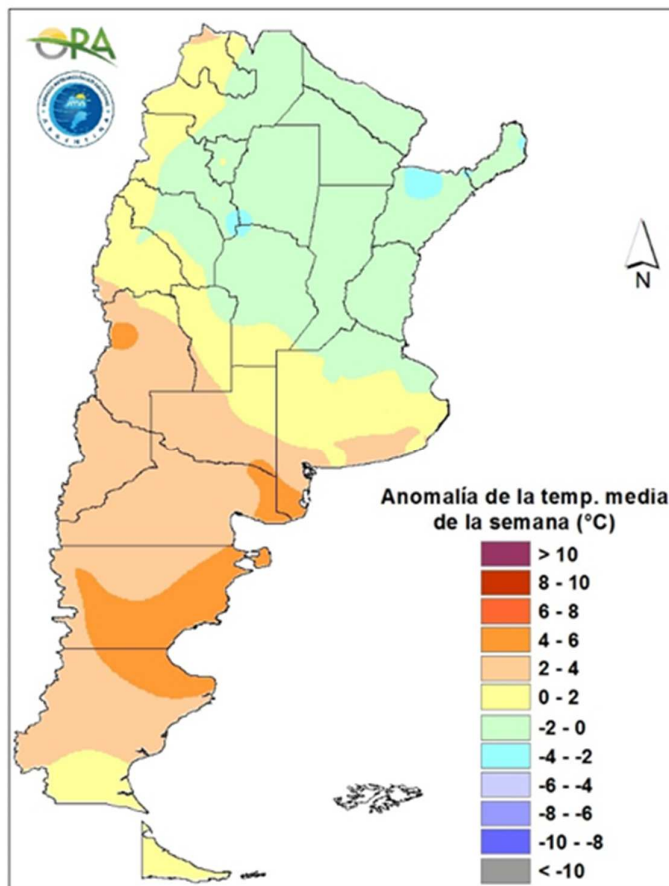 ORA
ARGENTINA
N
Anomalía de la temp. media
de la semana (°C)
> 10
8 - 10
6 - 8
4 - 6
2 - 4
0 - 2
-2 - 0
-4 - -2
-6 - -4
-8 - -6
-10 - -8
< -10